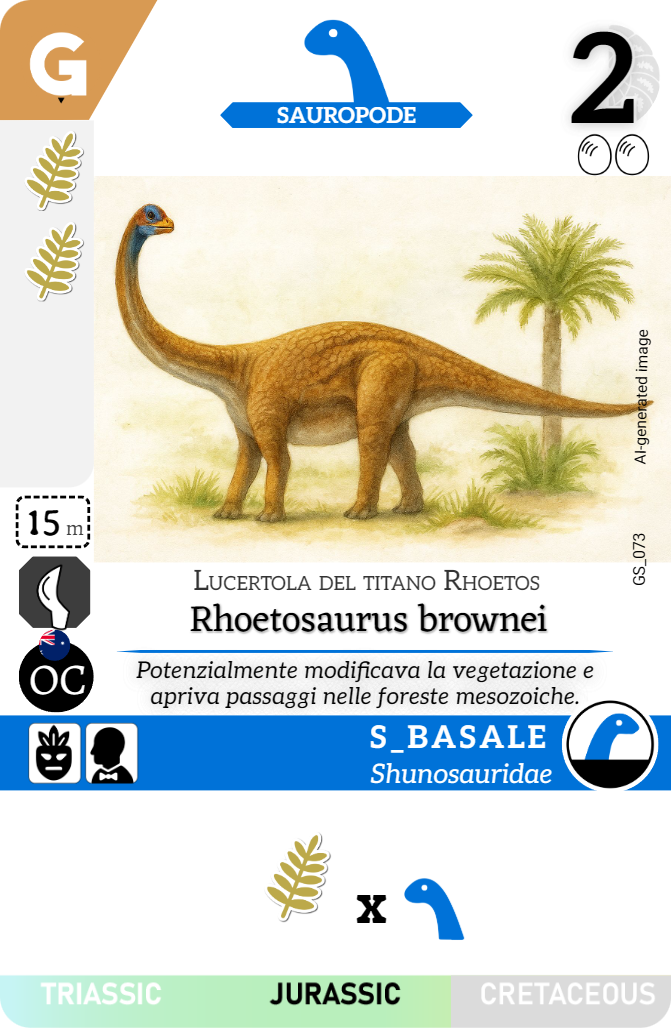 G
SAUROPODE
2
AI-generated image
GS_073
15 m
OC
Lucertola del titano Rhoetos
Rhoetosaurus brownei
Potenzialmente modificava la vegetazione e
apriva passaggi nelle foreste mesozoiche.
S_BASALE
Shunosauridae
x
TRIASSIC JURASSIC CRETACEOUS